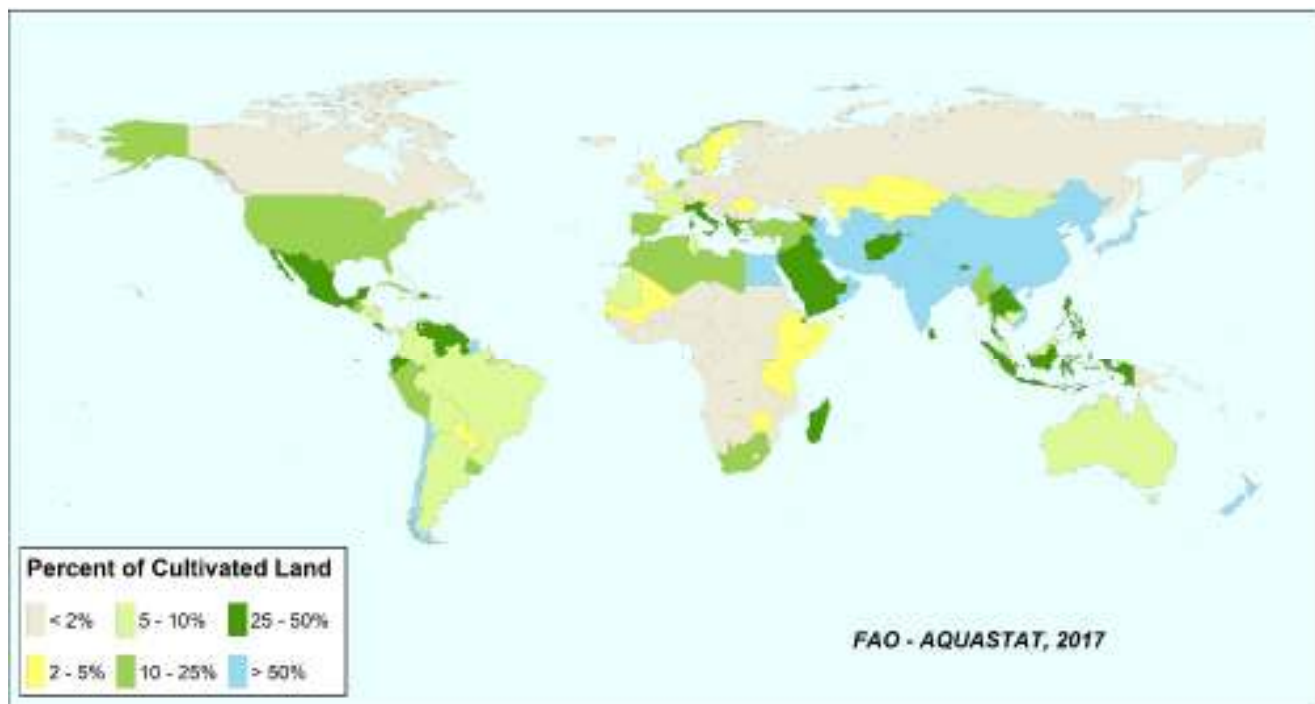 Percent of Cultivated Land
< 2% 5 - 10% 25 - 50%
2 - 5% 10 - 25% > 50%
FAO - AQUASTAT, 2017